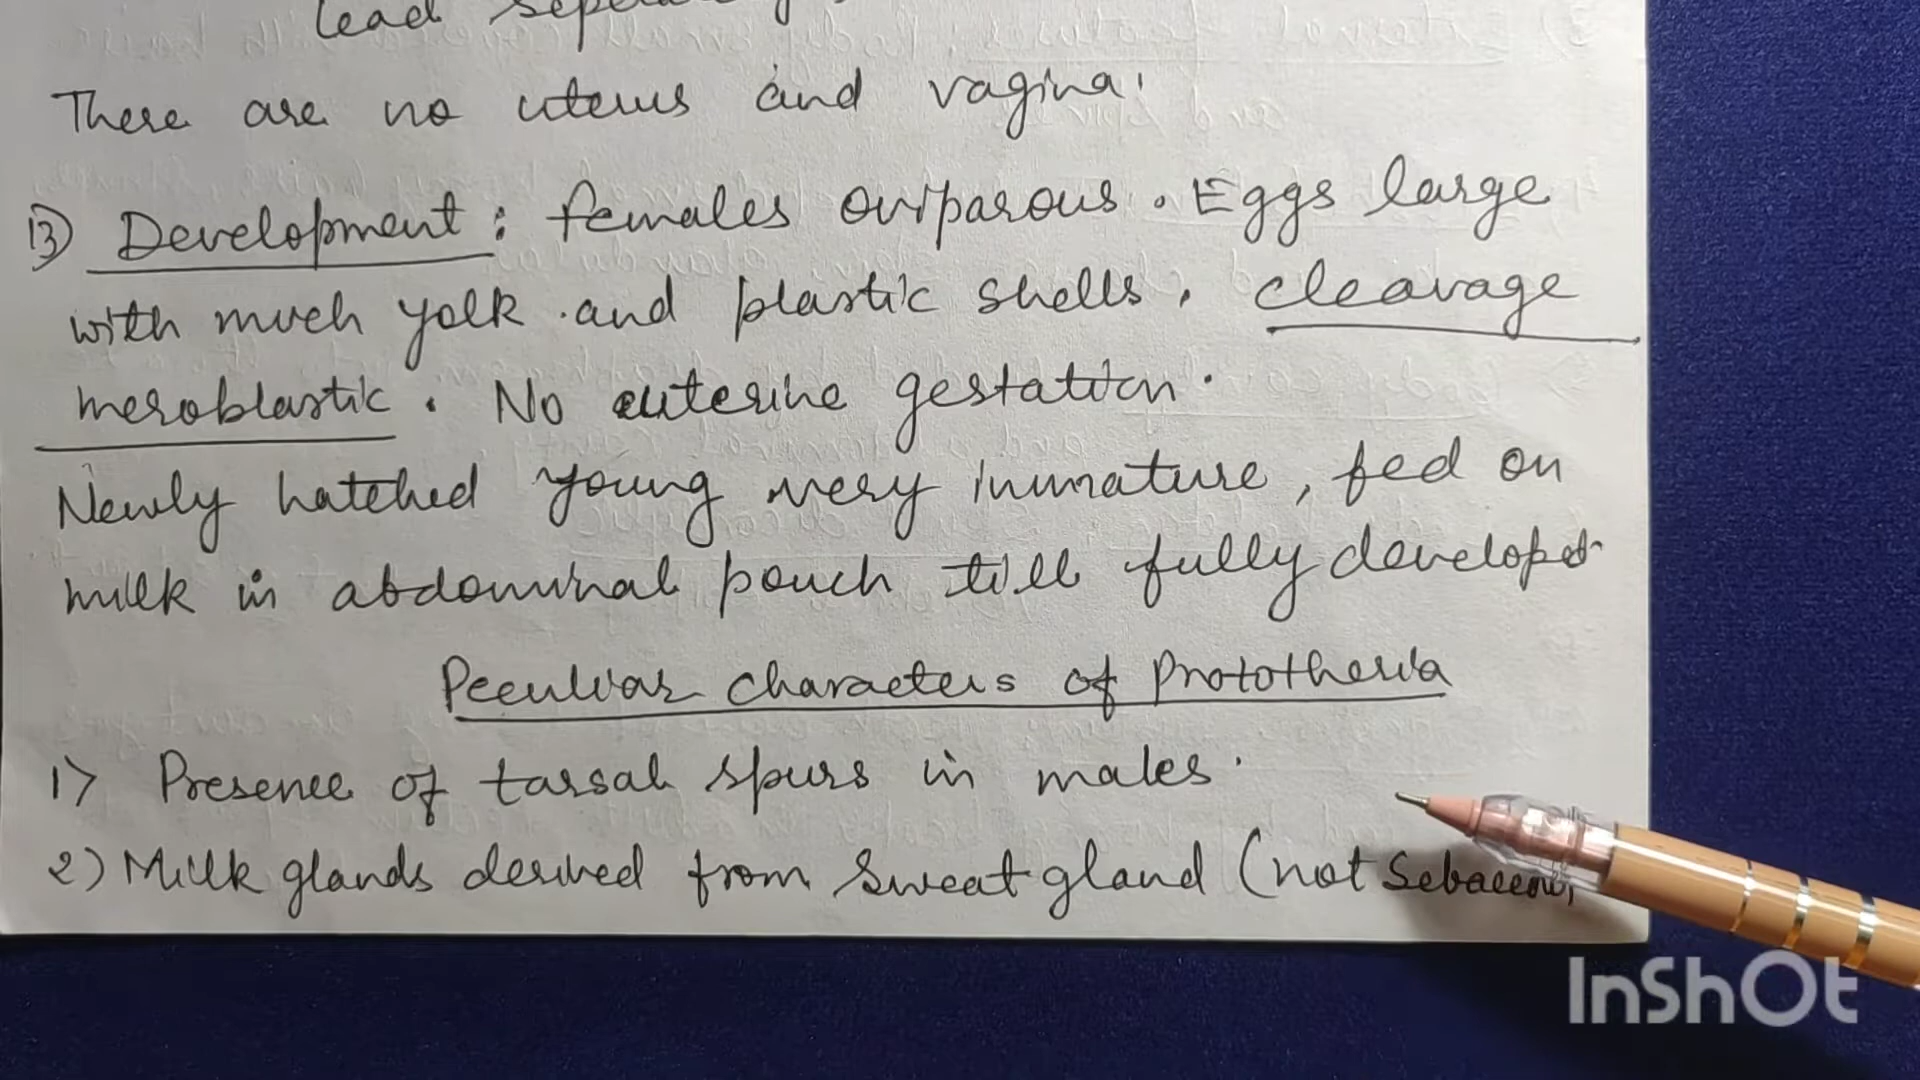 lead
There are no uterus and vagina.
13) Development: females oviparous. Eggs large
with much yolk and plastic shells. cleavage
meroblastic. No uterine gestation.
Newly hatched young very immature, fed on
milk in abdominal pouch till fully developed
Peculiar characters of Prototheria
1) Presence of tarsal spurs in males.
2) Milk glands derived from sweat gland (not Sebaceous)
InShOt